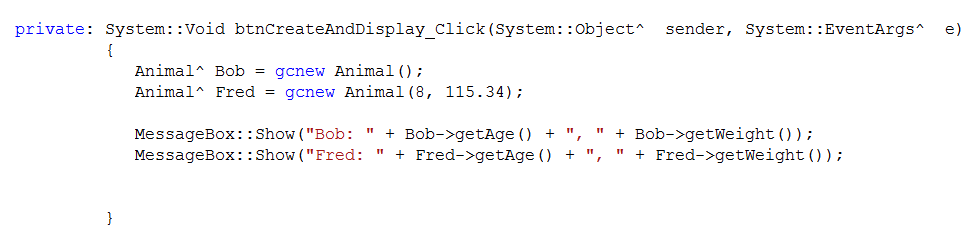 private: System::Void btnCreateAndDisplay_Click(System::Object^  sender, System::EventArgs^  e)
{
Animal^ Bob = gcnew Animal();
Animal^ Fred = gcnew Animal(8, 115.34);
MessageBox::Show("Bob: " + Bob->getAge() + ", " + Bob->getWeight());
MessageBox::Show("Fred: " + Fred->getAge() + ", " + Fred->getWeight());
}